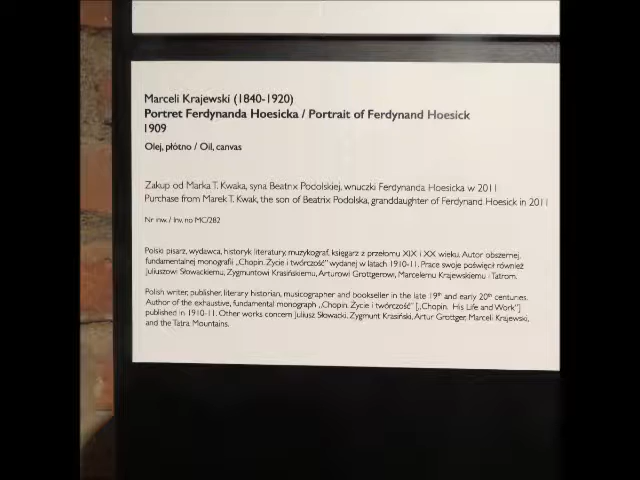 Marceli Krajewski (1840-1920)
Portret Ferdynanda Hoesicka / Portrait of Ferdynand Hoesick
1909
Olej, płótno / Oil, canvas
Zakup od Marka T. Kwaka, syna Beatrix Podolskiej, wnuczki Ferdynanda Hoesicka w 2011
Purchase from Marek T. Kwak, the son of Beatrix Podolska, granddaughter of Ferdynand Hoesick in 2011
Nr inw. / Inv. no MC/282
Polski pisarz, wydawca, historyk literatury, muzykograf, księgarz z przełomu XIX i XX wieku. Autor obszernej,
fundamentalnej monografii „Chopin. Życie i twórczość” wydanej w latach 1910-11. Prace swoje poświęcił również
Juliuszowi Słowackiemu, Zygmuntowi Krasińskiemu, Arturowi Grottgerowi, Marcelemu Krajewskiemu i Tatrom.
Polish writer, publisher, literary historian, musicographer and bookseller in the late 19th and early 20th centuries.
Author of the exhaustive, fundamental monograph „Chopin. Życie i twórczość” [„Chopin. His Life and Work”]
published in 1910-11. Other works concern Juliusz Słowacki, Zygmunt Krasiński, Artur Grottger, Marceli Krajewski,
and the Tatra Mountains.